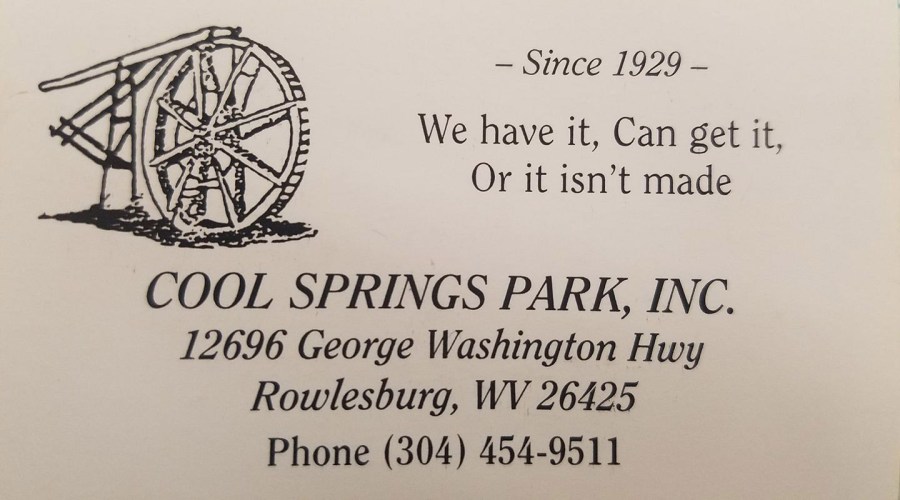 – Since 1929 –
We have it, Can get it,
Or it isn't made
COOL SPRINGS PARK, INC.
12696 George Washington Hwy
Rowlesburg, WV 26425
Phone (304) 454-9511